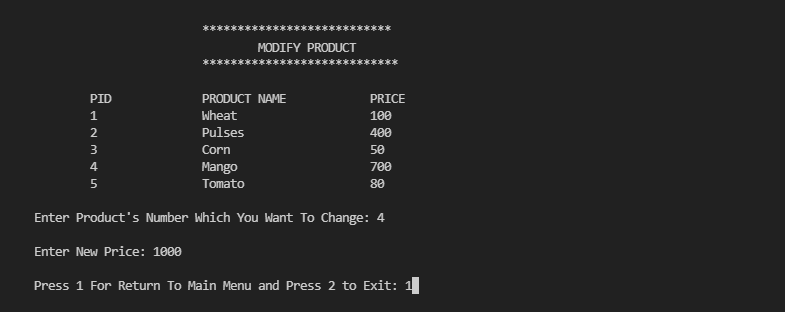 ***************************
MODIFY PRODUCT
****************************
PID PRODUCT NAME PRICE
1 Wheat 100
2 Pulses 400
3 Corn 50
4 Mango 700
5 Tomato 80
Enter Product's Number Which You Want To Change: 4
Enter New Price: 1000
Press 1 For Return To Main Menu and Press 2 to Exit: 1